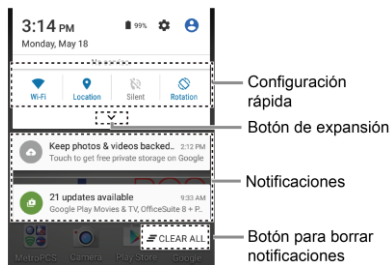 3:14 PM
99%
Monday, May 18
Wi-Fi
Location
Silent
Rotation
Configuración
rápida
Botón de expansión
Keep photos & videos backed.. 2:12 PM
Touch to get free private storage on Google
Notificaciones
21 updates available 9:33 AM
Google Play Movies & TV, OfficeSuite 8 + P..
CLEAR ALL
Botón para borrar
notificaciones
MetroPCS
Camera
Play Store
Google